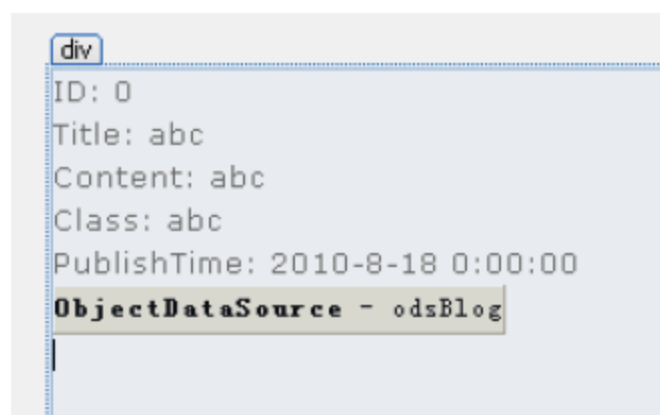 div
ID: 0
Title: abc
Content: abc
Class: abc
PublishTime: 2010-8-18 0:00:00
ObjectDataSource - odsBlog